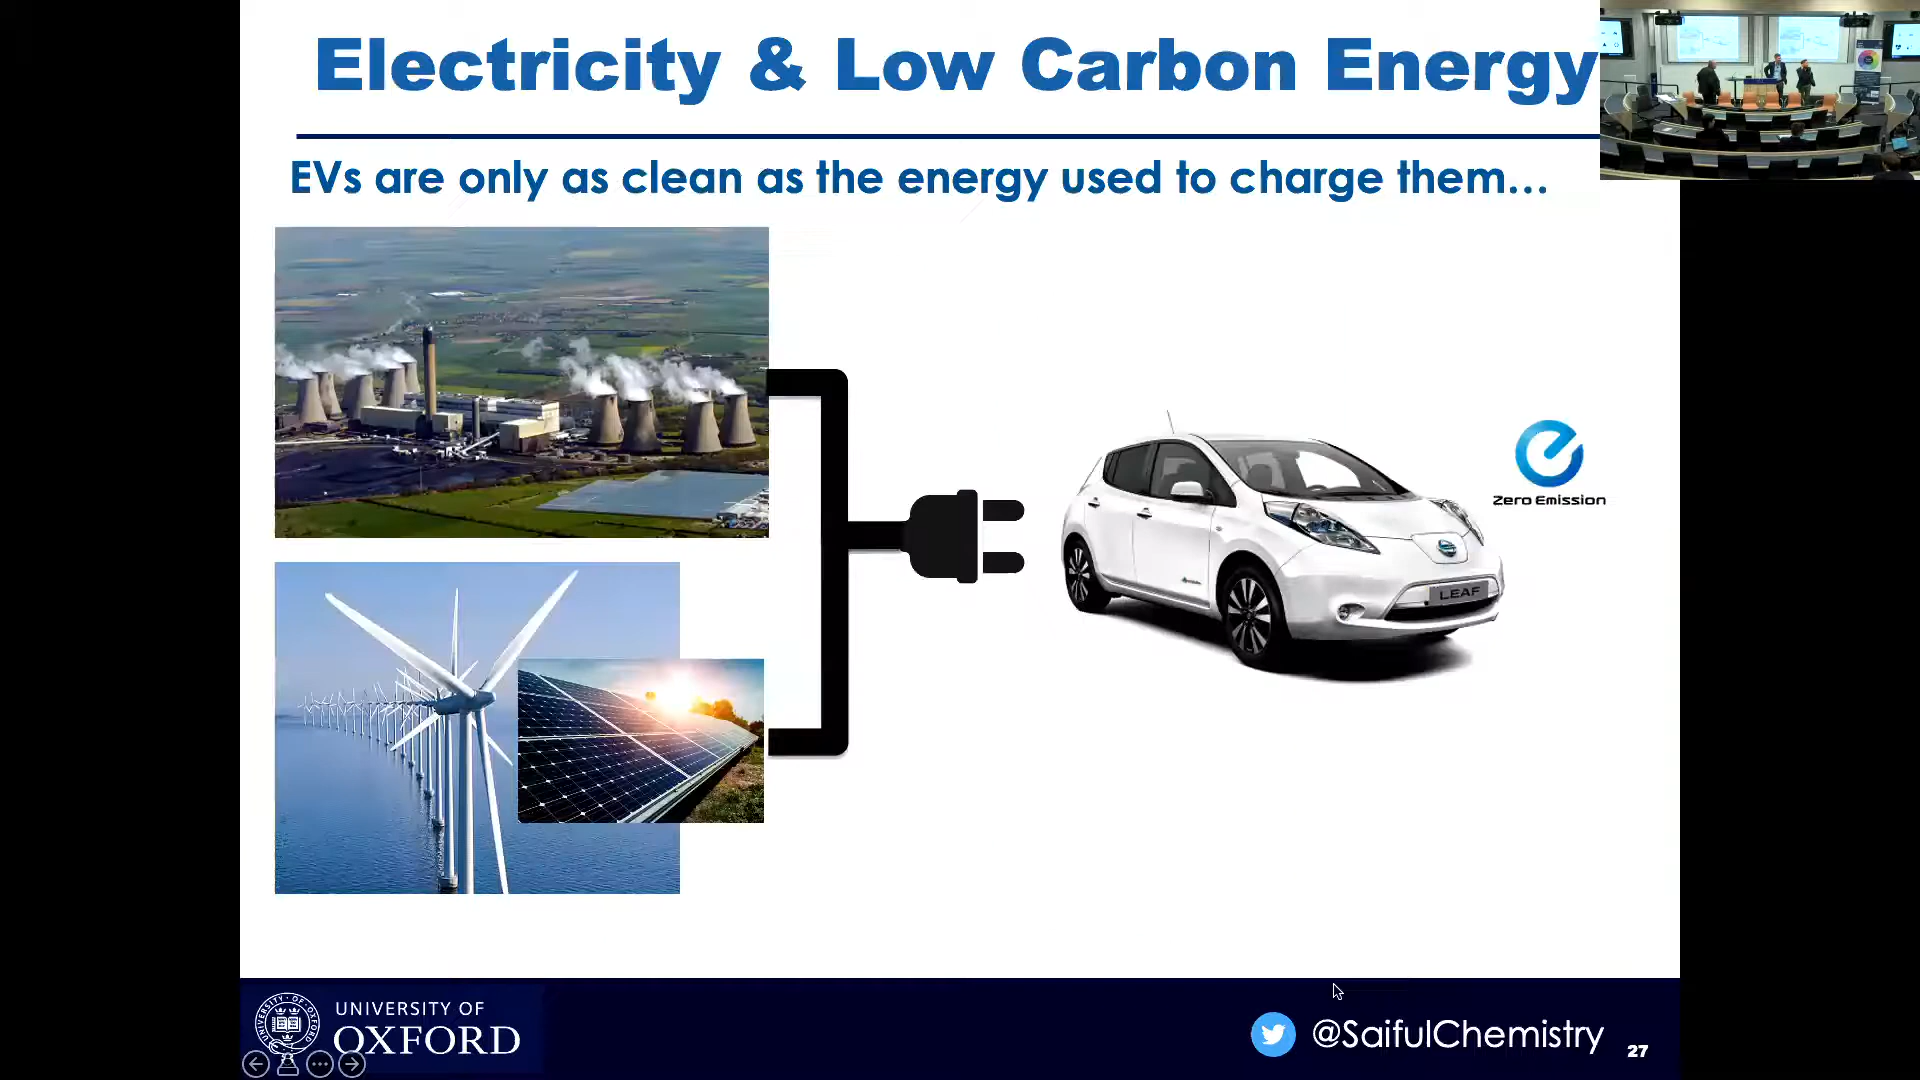 Electricity & Low Carbon Energy
EVs are only as clean as the energy used to charge them...
Zero Emission
LEAF
UNIVERSITY OF
OXFORD
@SaifulChemistry
27